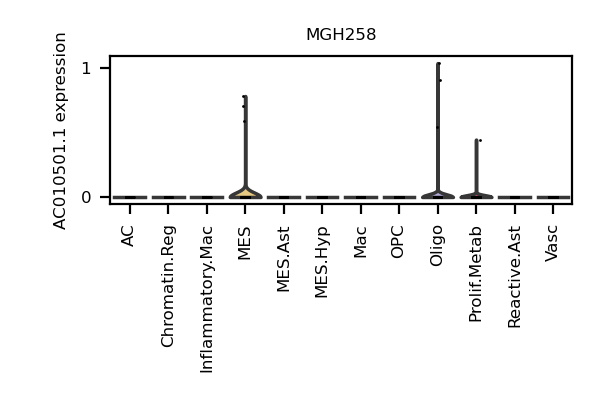 MGH258
AC010501.1 expression
1
0
AC
Chromatin.Reg
Inflammatory.Mac
MES
MES.Ast
MES.Hyp
Mac
OPC
Oligo
Prolif.Metab
Reactive.Ast
Vasc